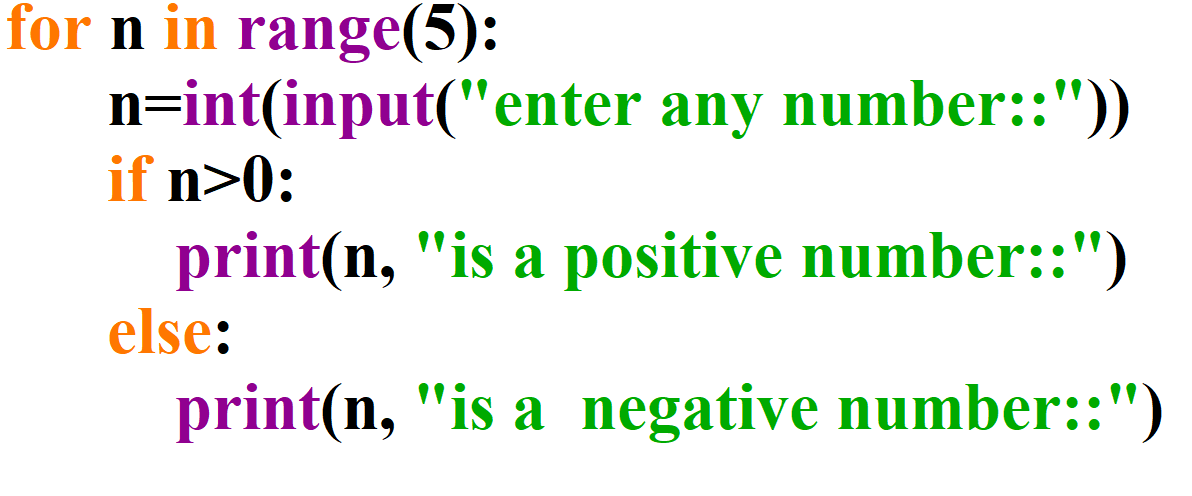 for n in range(5):
n=int(input("enter any number::"))
if n>0:
print(n, "is a positive number::")
else:
print(n, "is a  negative number::")